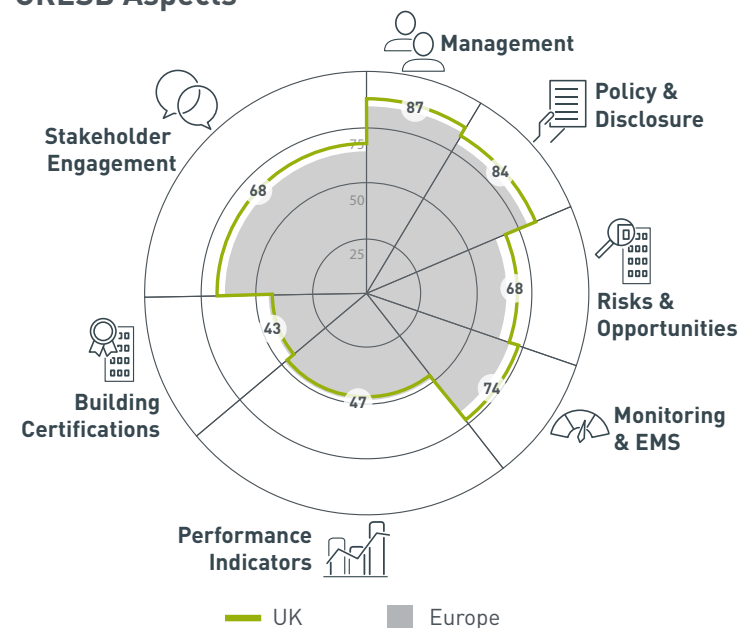 GRESB Aspects
Management
87
Policy &
Disclosure
84
Stakeholder
Engagement
75
68
50
25
68
Risks &
Opportunities
43
Building
Certifications
74
47
Monitoring
& EMS
Performance
Indicators
UK
Europe